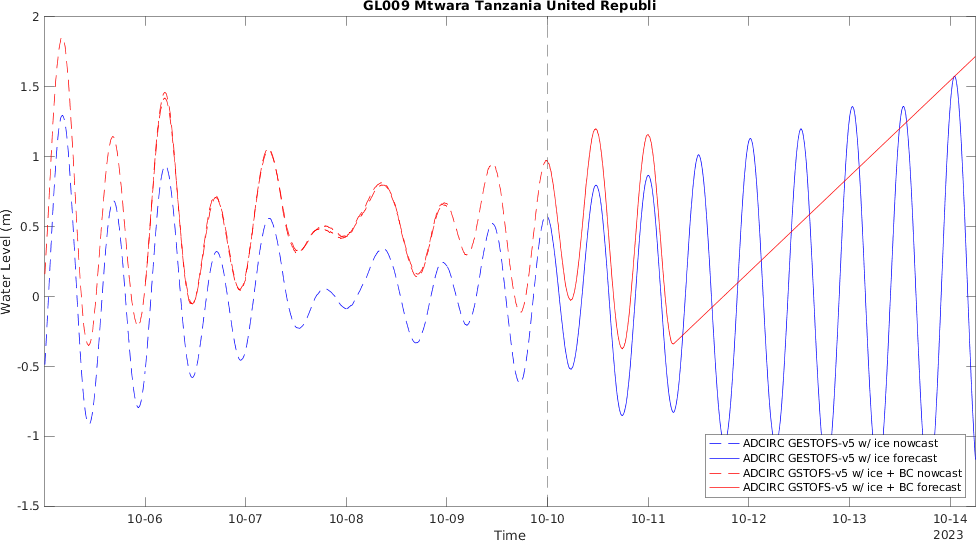 GL009 Mtwara Tanzania United Republi
Water Level (m)
2
1.5
1
0.5
0
-0.5
-1
-1.5
10-06 10-07 10-08 10-09 10-10 10-11 10-12 10-13 10-14
Time
2023
ADCIRC GESTOFS-v5 w/ ice nowcast
ADCIRC GESTOFS-v5 w/ ice forecast
ADCIRC GSTOFS-v5 w/ ice + BC nowcast
ADCIRC GSTOFS-v5 w/ ice + BC forecast